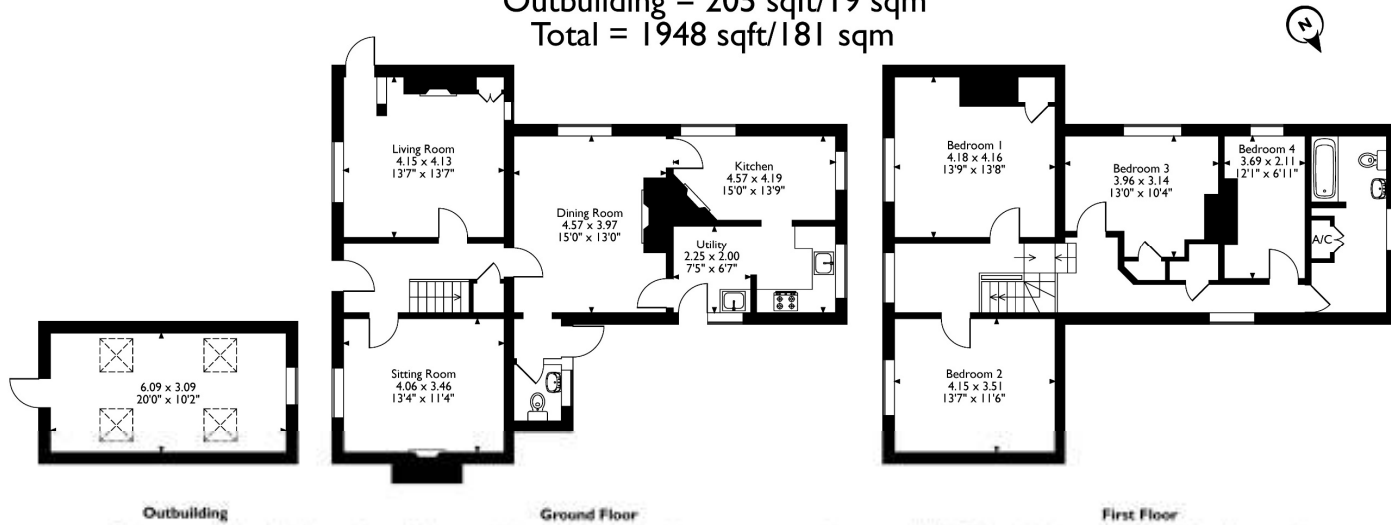 Outbuilding = 205 sqft/19 sqm
Total = 1948 sqft/181 sqm
N
Living Room
4.15 x 4.13
13'7" x 13'7"
Kitchen
4.57 x 4.19
15'0" x 13'9"
Dining Room
4.57 x 3.97
15'0" x 13'0"
Utility
2.25 x 2.00
7'5" x 6'7"
Sitting Room
4.06 x 3.46
13'4" x 11'4"
6.09 x 3.09
20'0" x 10'2"
Bedroom 1
4.18 x 4.16
13'9" x 13'8"
Bedroom 3
3.96 x 3.14
13'0" x 10'4"
Bedroom 4
3.69 x 2.11
12'1" x 6'11"
A/C
Bedroom 2
4.15 x 3.51
13'7" x 11'6"
Outbuilding
Ground Floor
First Floor